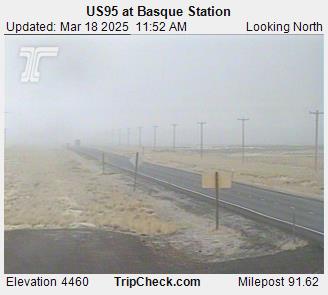 US95 at Basque Station
Updated: Mar 18 2025 11:52 AM Looking North
Elevation 4460 TripCheck.com Milepost 91.62